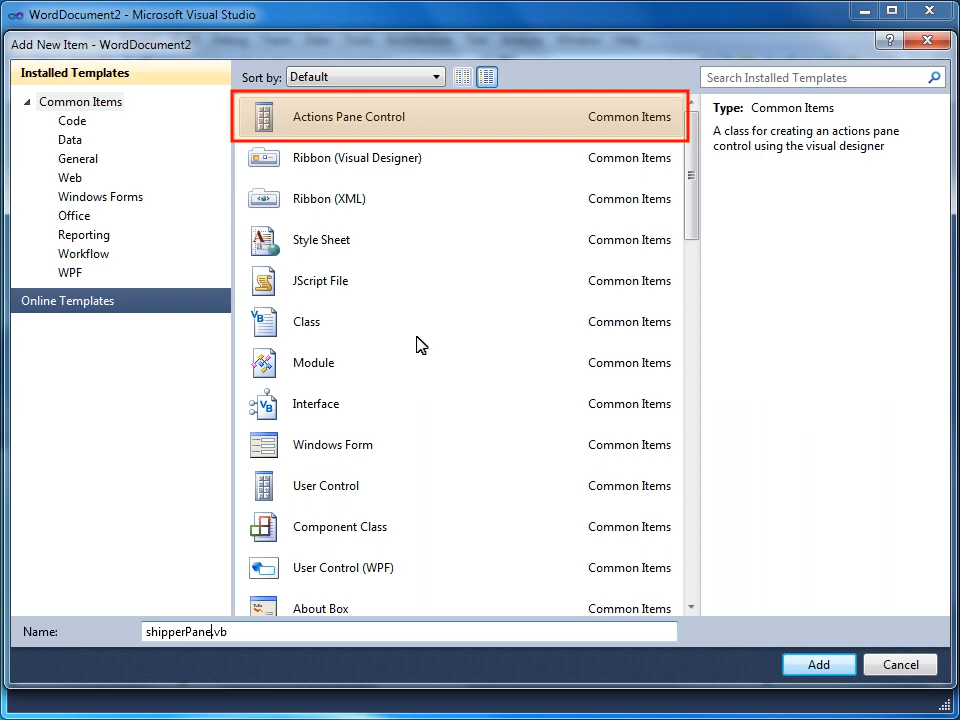 WordDocument2 - Microsoft Visual Studio
Add New Item - WordDocument2
Installed Templates
Sort by: Default
Search Installed Templates
Common Items
Code
Data
General
Web
Windows Forms
Office
Reporting
Workflow
WPF
Online Templates
Actions Pane Control Common Items
Ribbon (Visual Designer) Common Items
Ribbon (XML) Common Items
Style Sheet Common Items
JScript File Common Items
Class Common Items
Module Common Items
Interface Common Items
Windows Form Common Items
User Control Common Items
Component Class Common Items
User Control (WPF) Common Items
About Box Common Items
Type: Common Items
A class for creating an actions pane
control using the visual designer
Name: shipperPane.vb
Add Cancel